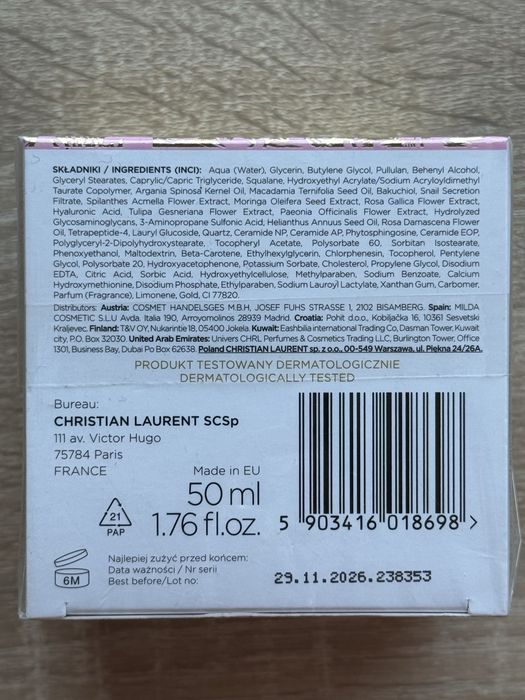 SKŁADNIKI / INGREDIENTS (INCI): Aqua (Water), Glycerin, Butylene Glycol, Pullulan, Behenyl Alcohol,
Glyceryl Stearates, Caprylic/Capric Triglyceride, Squalane, Hydroxyethyl Acrylate/Sodium Acryloyldimethyl
Taurate Copolymer, Argania Spinosa Kernel Oil, Macadamia Ternifolia Seed Oil, Bakuchiol, Snail Secretion
Filtrate, Spilanthes Acmella Flower Extract, Moringa Oleifera Seed Extract, Rosa Gallica Flower Extract,
Hyaluronic Acid, Tulipa Gesneriana Flower Extract, Paeonia Officinalis Flower Extract, Hydrolyzed
Glycosaminoglycans, 3-Aminopropane Sulfonic Acid, Helianthus Annuus Seed Oil, Rosa Damascena Flower
Oil, Tetrapeptide-4, Lauryl Glucoside, Quartz, Ceramide NP, Ceramide AP, Phytosphingosine, Ceramide EOP,
Polyglyceryl-2-Dipolyhydroxystearate, Tocopheryl Acetate, Polysorbate 60, Sorbitan Isostearate,
Phenoxyethanol, Maltodextrin, Beta-Carotene, Ethylhexylglycerin, Chlorphenesin, Tocopherol, Pentylene
Glycol, Polysorbate 20, Hydroxyacetophenone, Potassium Sorbate, Cholesterol, Propylene Glycol, Disodium
EDTA, Citric Acid, Sorbic Acid, Hydroxyethylcellulose, Methylparaben, Sodium Benzoate, Calcium
Hydroxymethionine, Disodium Phosphate, Ethylparaben, Sodium Lauroyl Lactylate, Xanthan Gum, Carbomer,
Parfum (Fragrance), Limonene, Gold, CI 77820.
Distributors: Austria: COSMET HANDELSGES M.B.H, JOSEF FUHS STRASSE 1, 2102 BISAMBERG. Spain: MILDA
COSMETIC S.L.U Avda. Italia 190, Arroyomolinos 28939 Madrid. Croatia: Pohit d.o.o., Kobiljačka 16, 10361 Sesvetski
Kraljevec. Finland: T&V OY, Nukarintie 18, 05400 Jokela. Kuwait: Eashbilia international Trading Co, Dasman Tower, Kuwait
city, P.O. Box 32030. United Arab Emirates: Univers CHRL Perfumes & Cosmetics Trading LLC, Burlington Tower, Office
1301, Business Bay, Dubai Po Box 62638. Poland CHRISTIAN LAURENT sp. z o.o., 00-549 Warszawa, ul. Piękna 24/26A.
PRODUKT TESTOWANY DERMATOLOGICZNIE
DERMATOLOGICALLY TESTED
Bureau:
CHRISTIAN LAURENT SCSp
111 av. Victor Hugo
75784 Paris
FRANCE
Made in EU
50 ml
1.76 fl.oz.
21
PAP
5 903416 018698 >
6M
Najlepiej zużyć przed końcem:
Data ważności / Nr serii
Best before/Lot no:
29.11.2026.238353